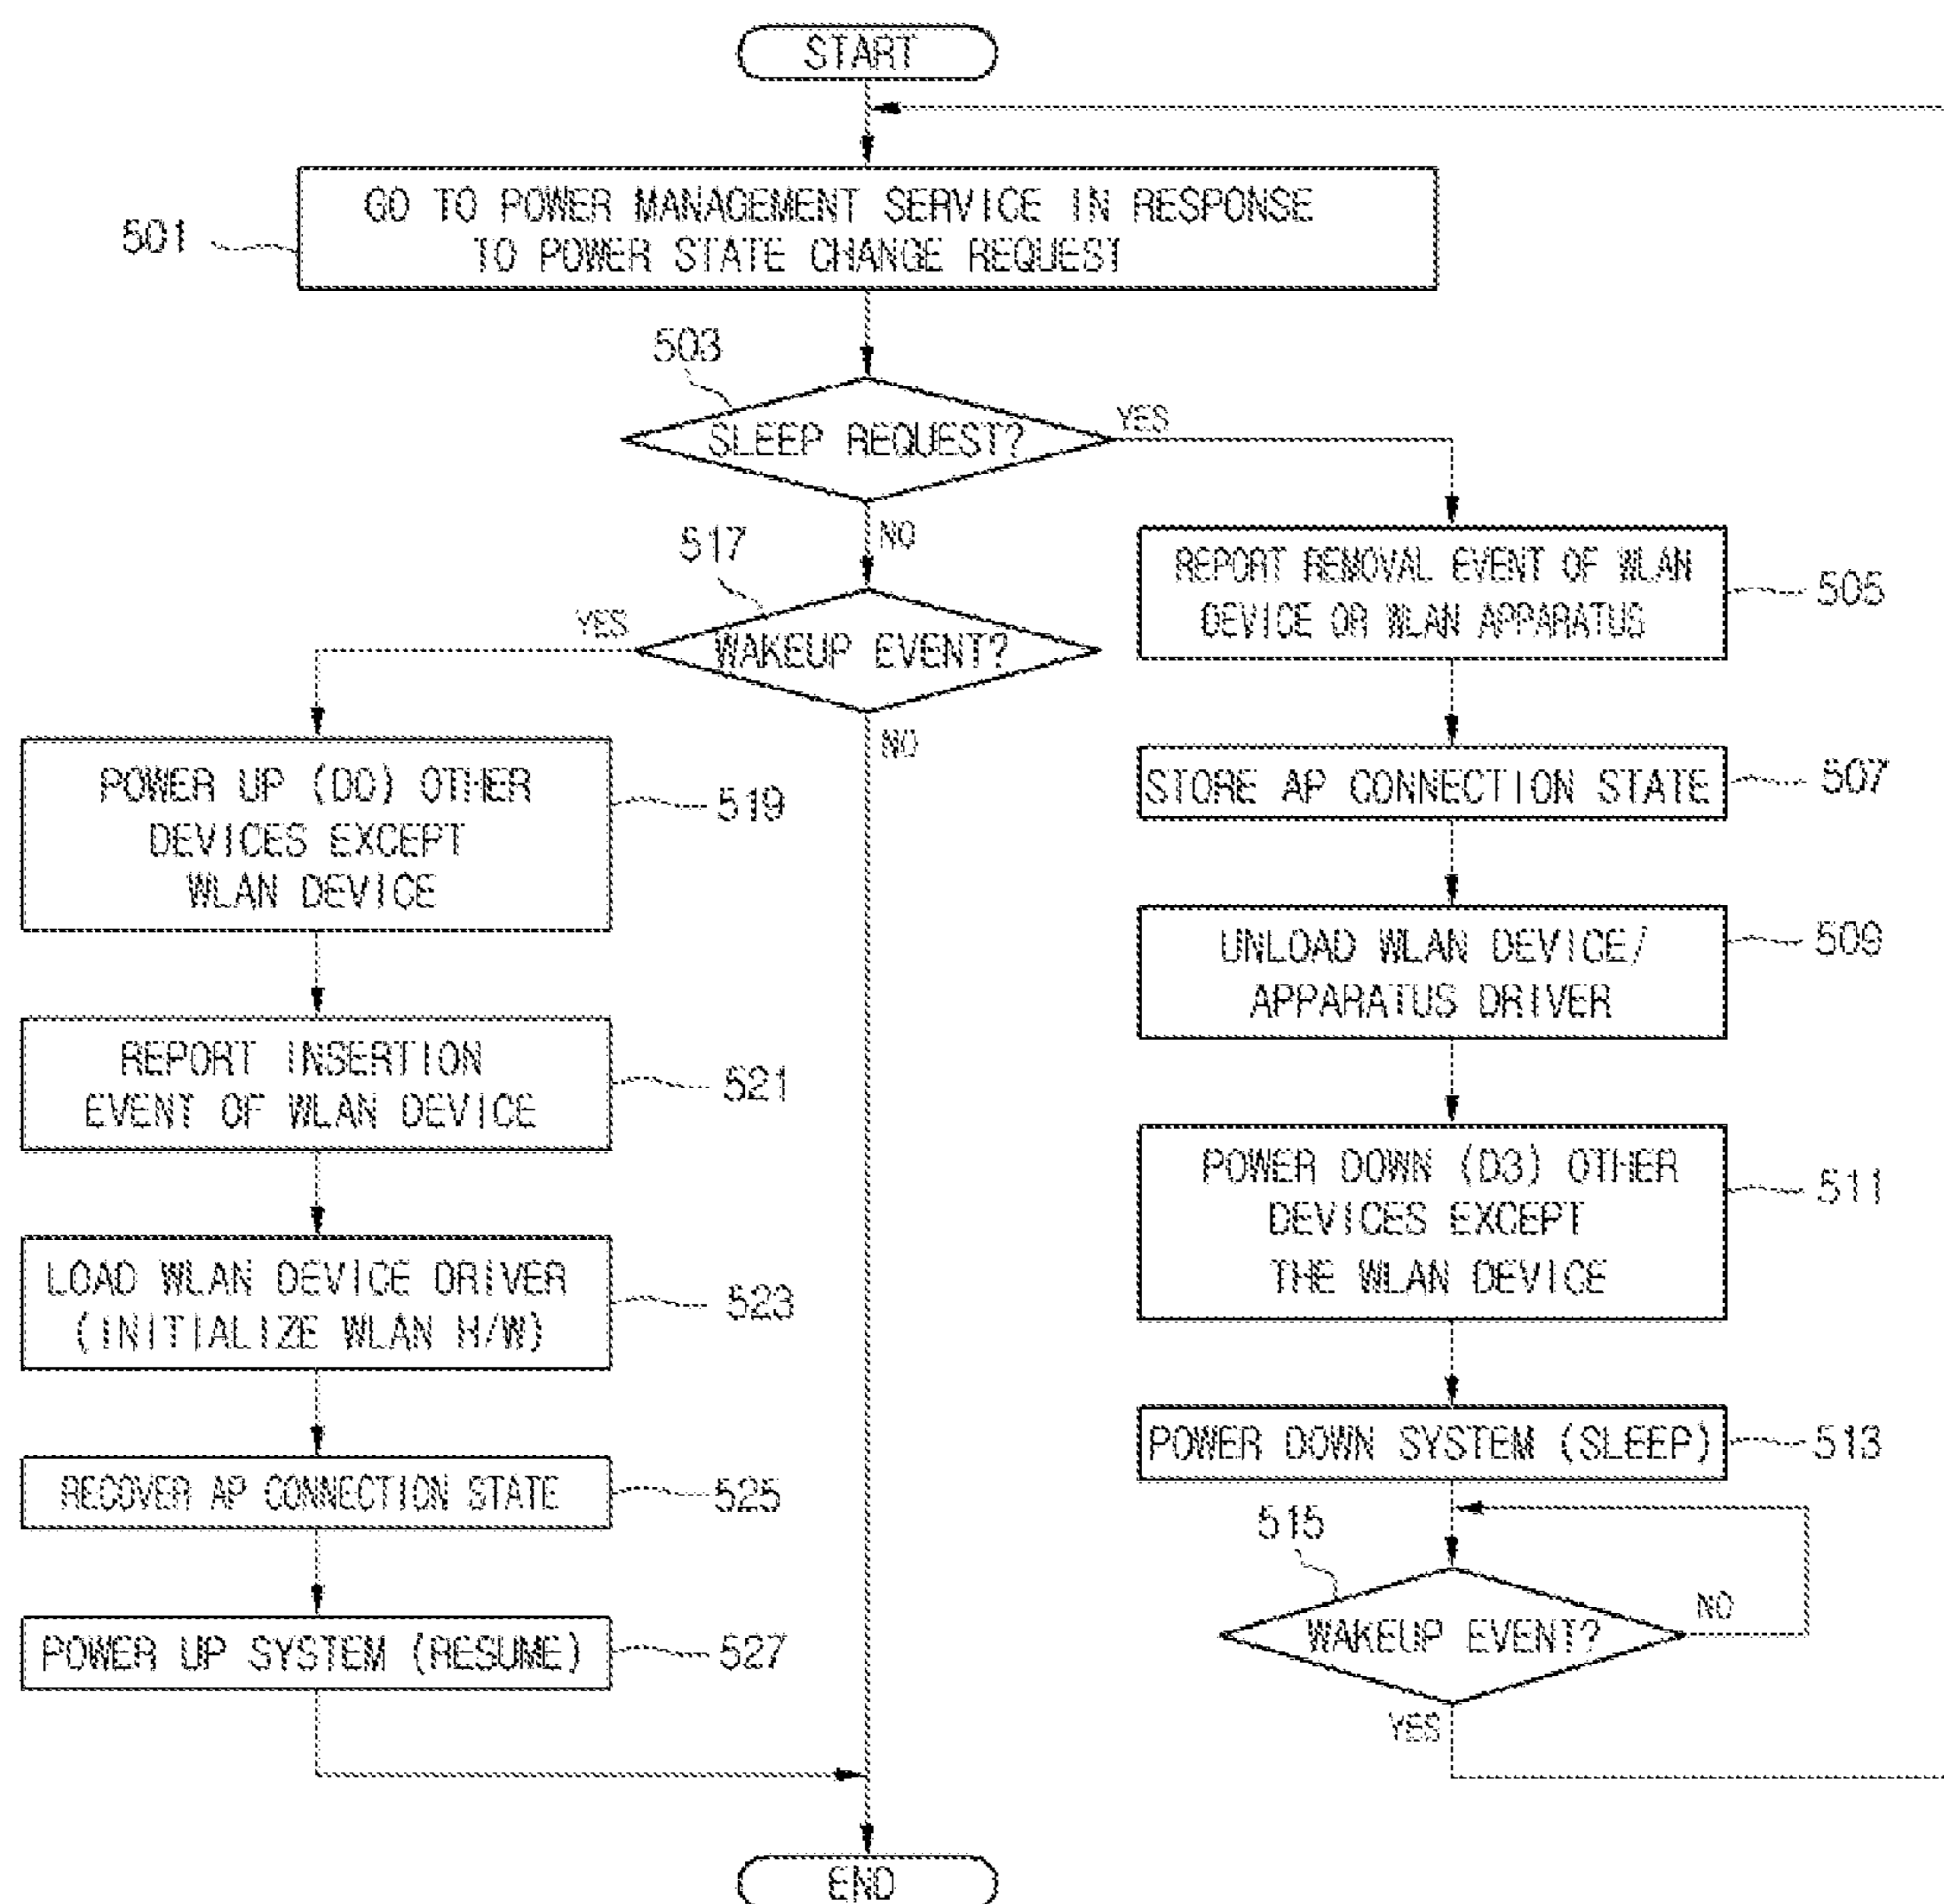 START
501
GO TO POWER MANAGEMENT SERVICE IN RESPONSE
TO POWER STATE CHANGE REQUEST
503
SLEEP REQUEST?
YES
NO
517
WAKEUP EVENT?
YES
NO
POWER UP (D0) OTHER
DEVICES EXCEPT
WLAN DEVICE
519
REPORT INSERTION
EVENT OF WLAN DEVICE
521
LOAD WLAN DEVICE DRIVER
(INITIALIZE WLAN H/W)
523
RECOVER AP CONNECTION STATE
525
POWER UP SYSTEM (RESUME)
527
REPORT REMOVAL EVENT OF WLAN
DEVICE OR WLAN APPARATUS
505
STORE AP CONNECTION STATE
507
UNLOAD WLAN DEVICE/
APPARATUS DRIVER
509
POWER DOWN (D3) OTHER
DEVICES EXCEPT
THE WLAN DEVICE
511
POWER DOWN SYSTEM (SLEEP)
513
515
WAKEUP EVENT?
NO
YES
END